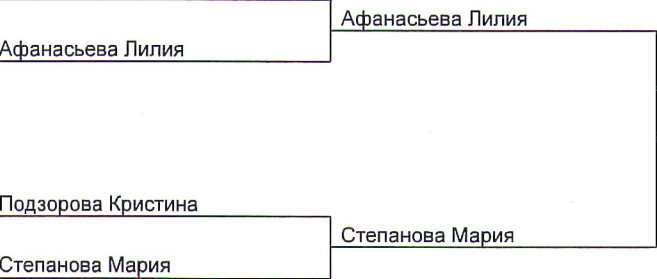 Афанасьева Лилия
Афанасьева Лилия
Подзорова Кристина
Степанова Мария
Степанова Мария